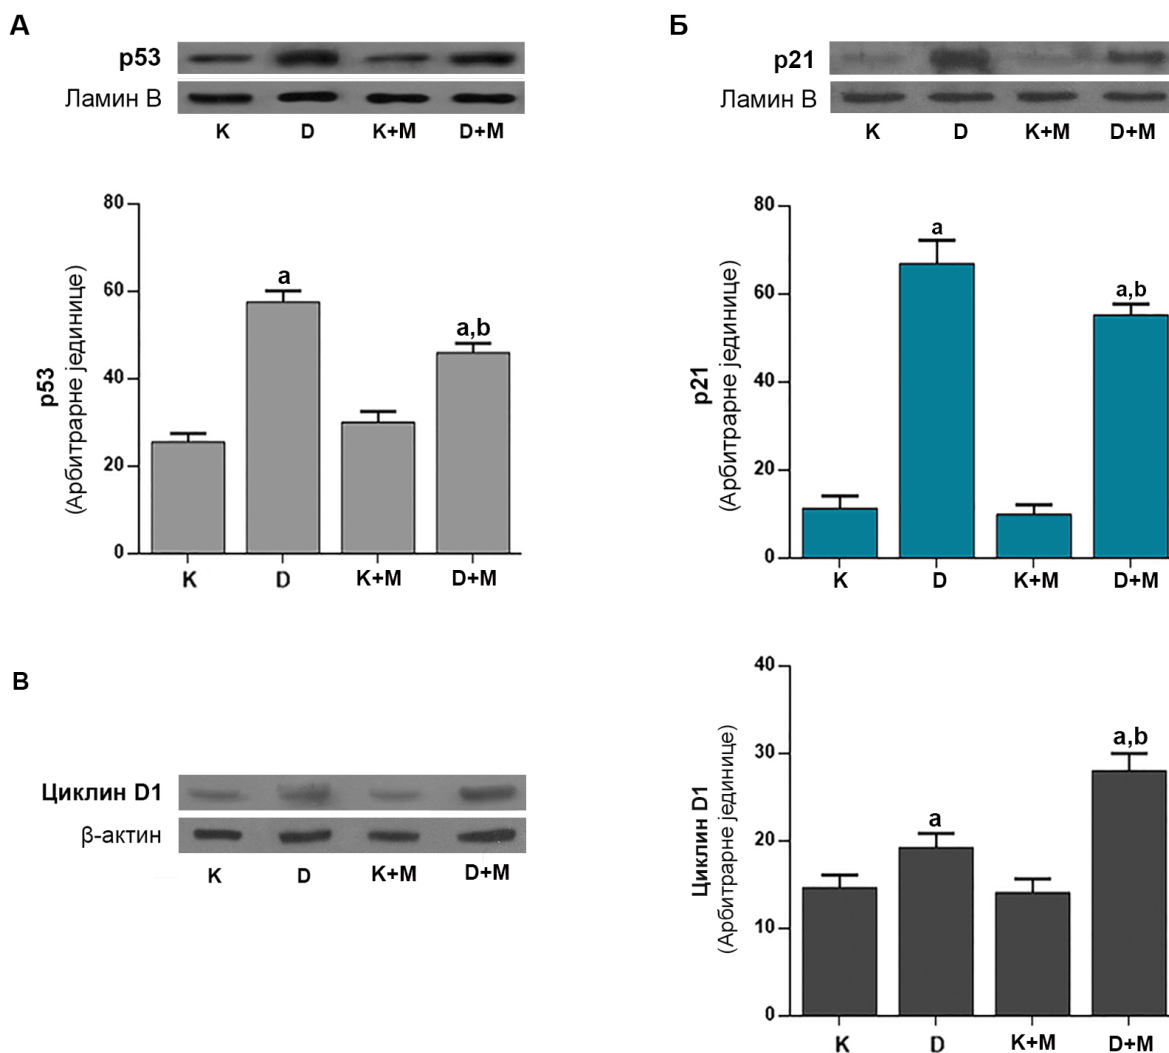 А
p53
Ламин В
K D K+M D+M
p53
(Арбитрарне јединице)
80
60
40
20
0
a
a,b
K D K+M D+M
Б
p21
Ламин В
K D K+M D+M
p21
(Арбитрарне јединице)
80
60
40
20
0
a
a,b
K D K+M D+M
В
Циклин D1
β-актин
K D K+M D+M
Циклин D1
(Арбитрарне јединице)
40
30
20
10
0
a
a,b
K D K+M D+M